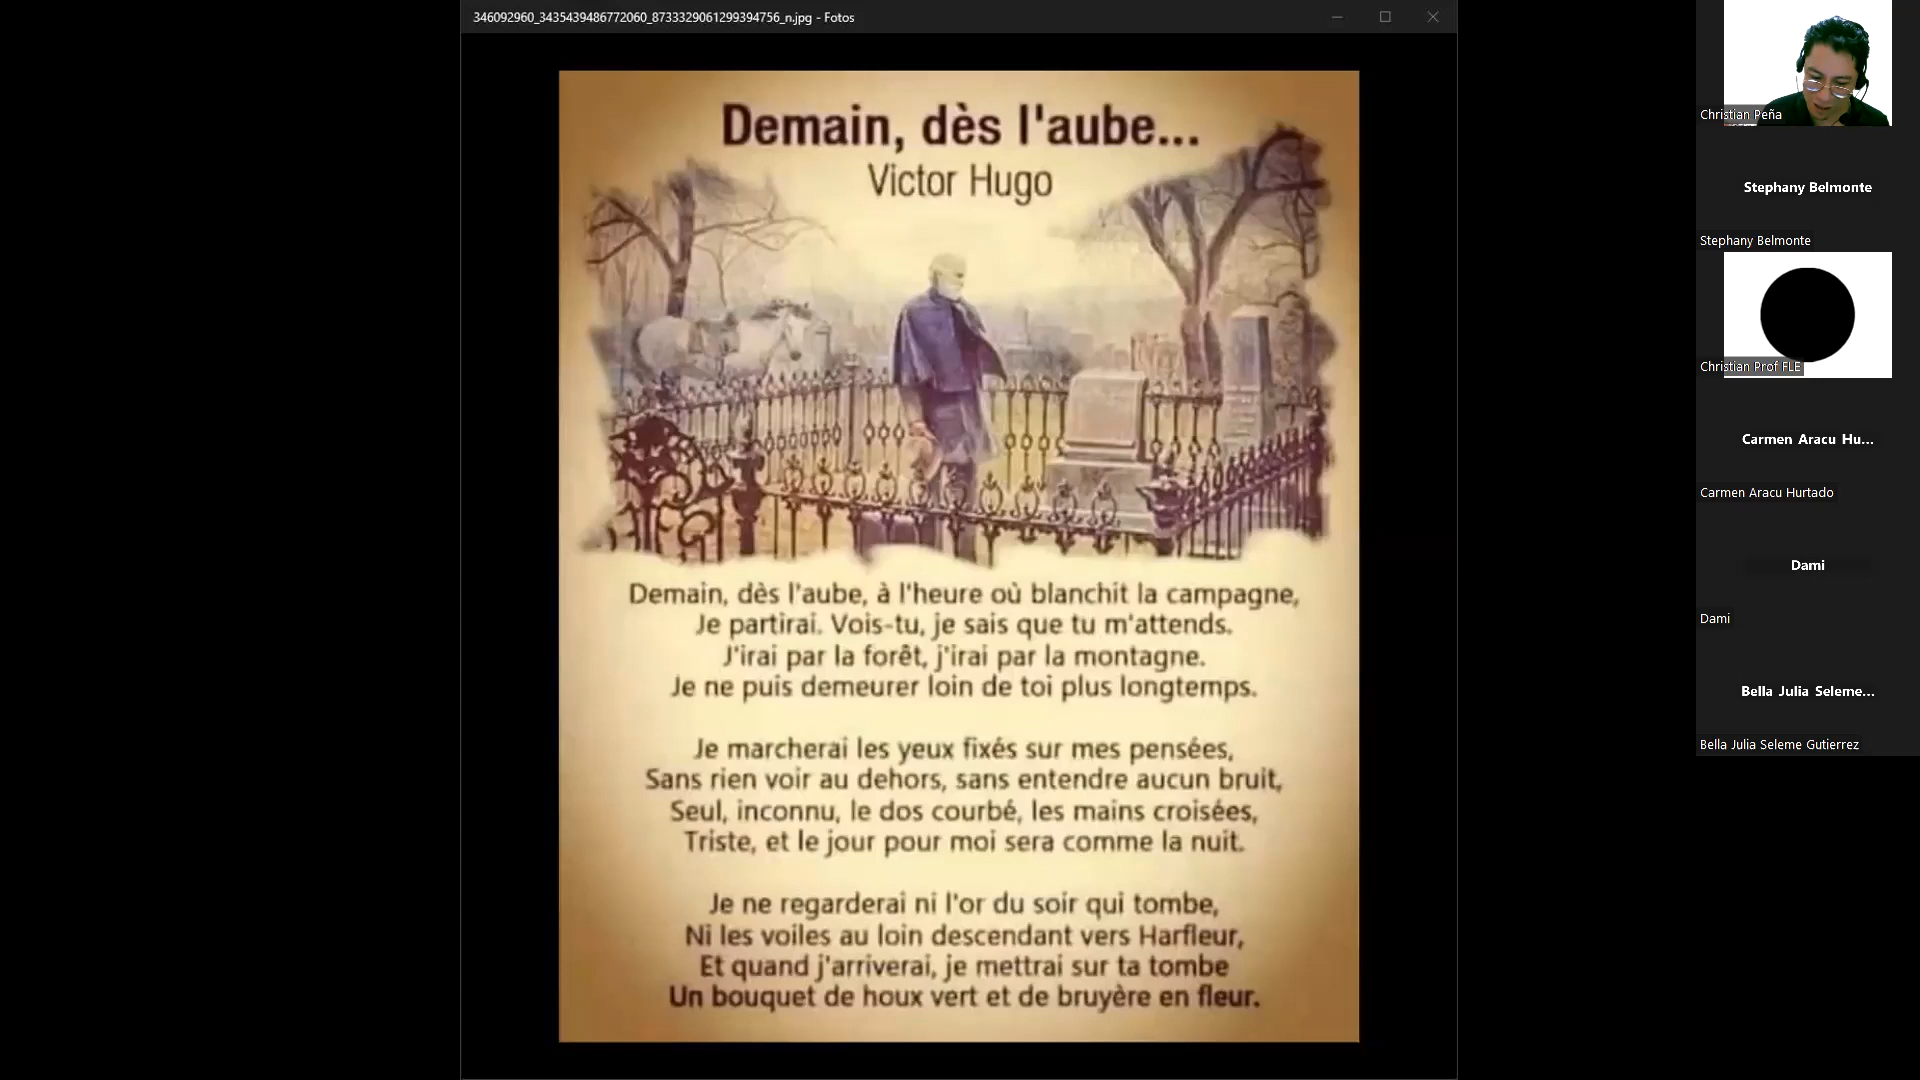 346092960_3435439486772060_8733329061299394756_n.jpg - Fotos
Demain, dès l'aube...
Victor Hugo
Demain, dès l'aube, à l'heure où blanchit la campagne,
Je partirai. Vois-tu, je sais que tu m'attends.
J'irai par la forêt, j'irai par la montagne.
Je ne puis demeurer loin de toi plus longtemps.
Je marcherai les yeux fixés sur mes pensées,
Sans rien voir au dehors, sans entendre aucun bruit,
Seul, inconnu, le dos courbé, les mains croisées,
Triste, et le jour pour moi sera comme la nuit.
Je ne regarderai ni l'or du soir qui tombe,
Ni les voiles au loin descendant vers Harfleur,
Et quand j'arriverai, je mettrai sur ta tombe
Un bouquet de houx vert et de bruyère en fleur.
Christian Peña
Stephany Belmonte
Stephany Belmonte
Christian Prof FLE
Carmen Aracu Hu...
Carmen Aracu Hurtado
Dami
Dami
Bella Julia Seleme...
Bella Julia Seleme Gutierrez